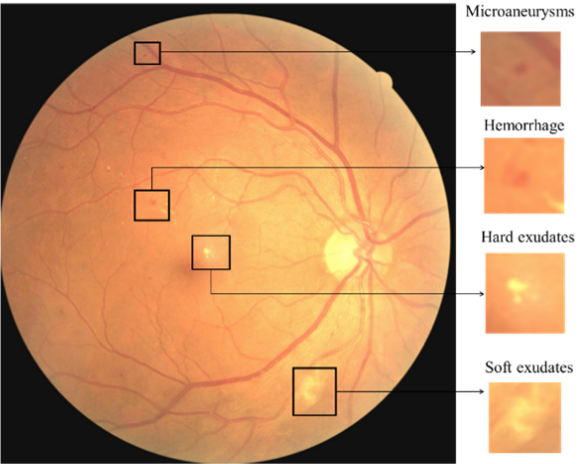 Microaneurysms
Hemorrhage
Hard exudates
Soft exudates